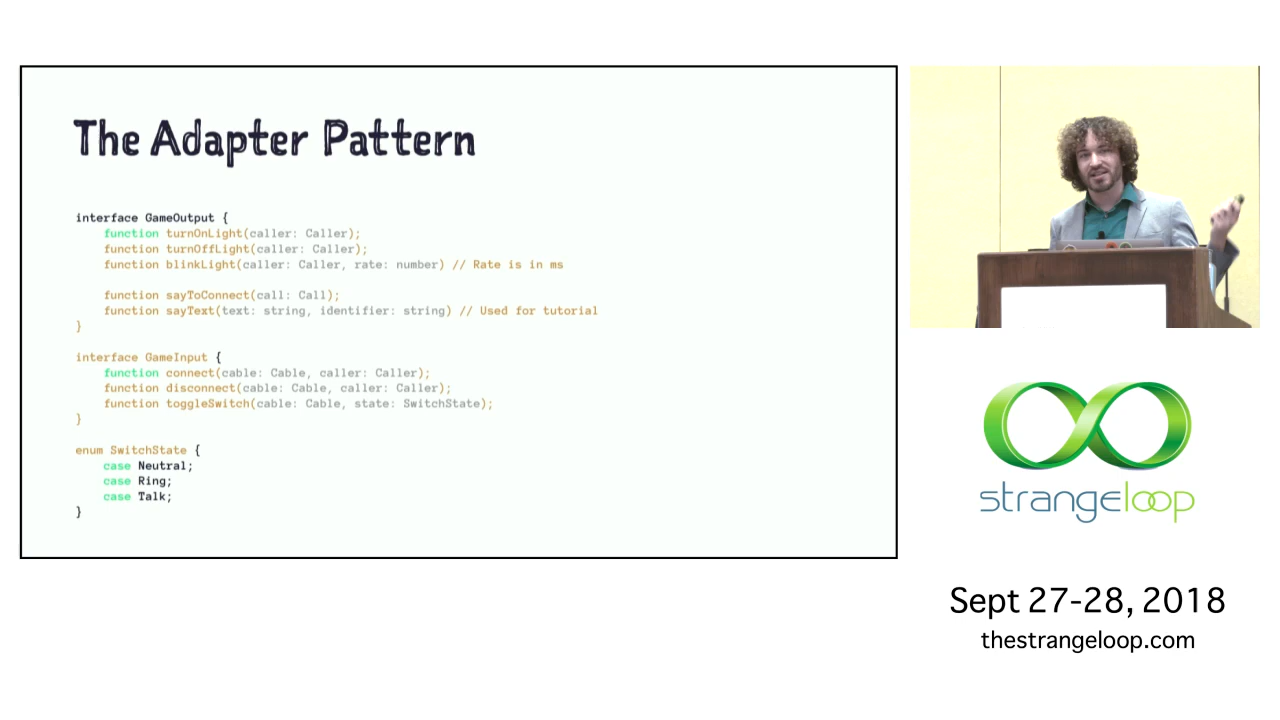 The Adapter Pattern
interface GameOutput {
function turnOnLight(caller: Caller);
function turnOffLight(caller: Caller);
function blinkLight(caller: Caller, rate: number) // Rate is in ms
function sayToConnect(call: Call);
function sayText(text: string, identifier: string) // Used for tutorial
}
interface GameInput {
function connect(cable: Cable, caller: Caller);
function disconnect(cable: Cable, caller: Caller);
function toggleSwitch(cable: Cable, state: SwitchState);
}
enum SwitchState {
case Neutral;
case Ring;
case Talk;
}
strangeloop
Sept 27-28, 2018
thestrangeloop.com